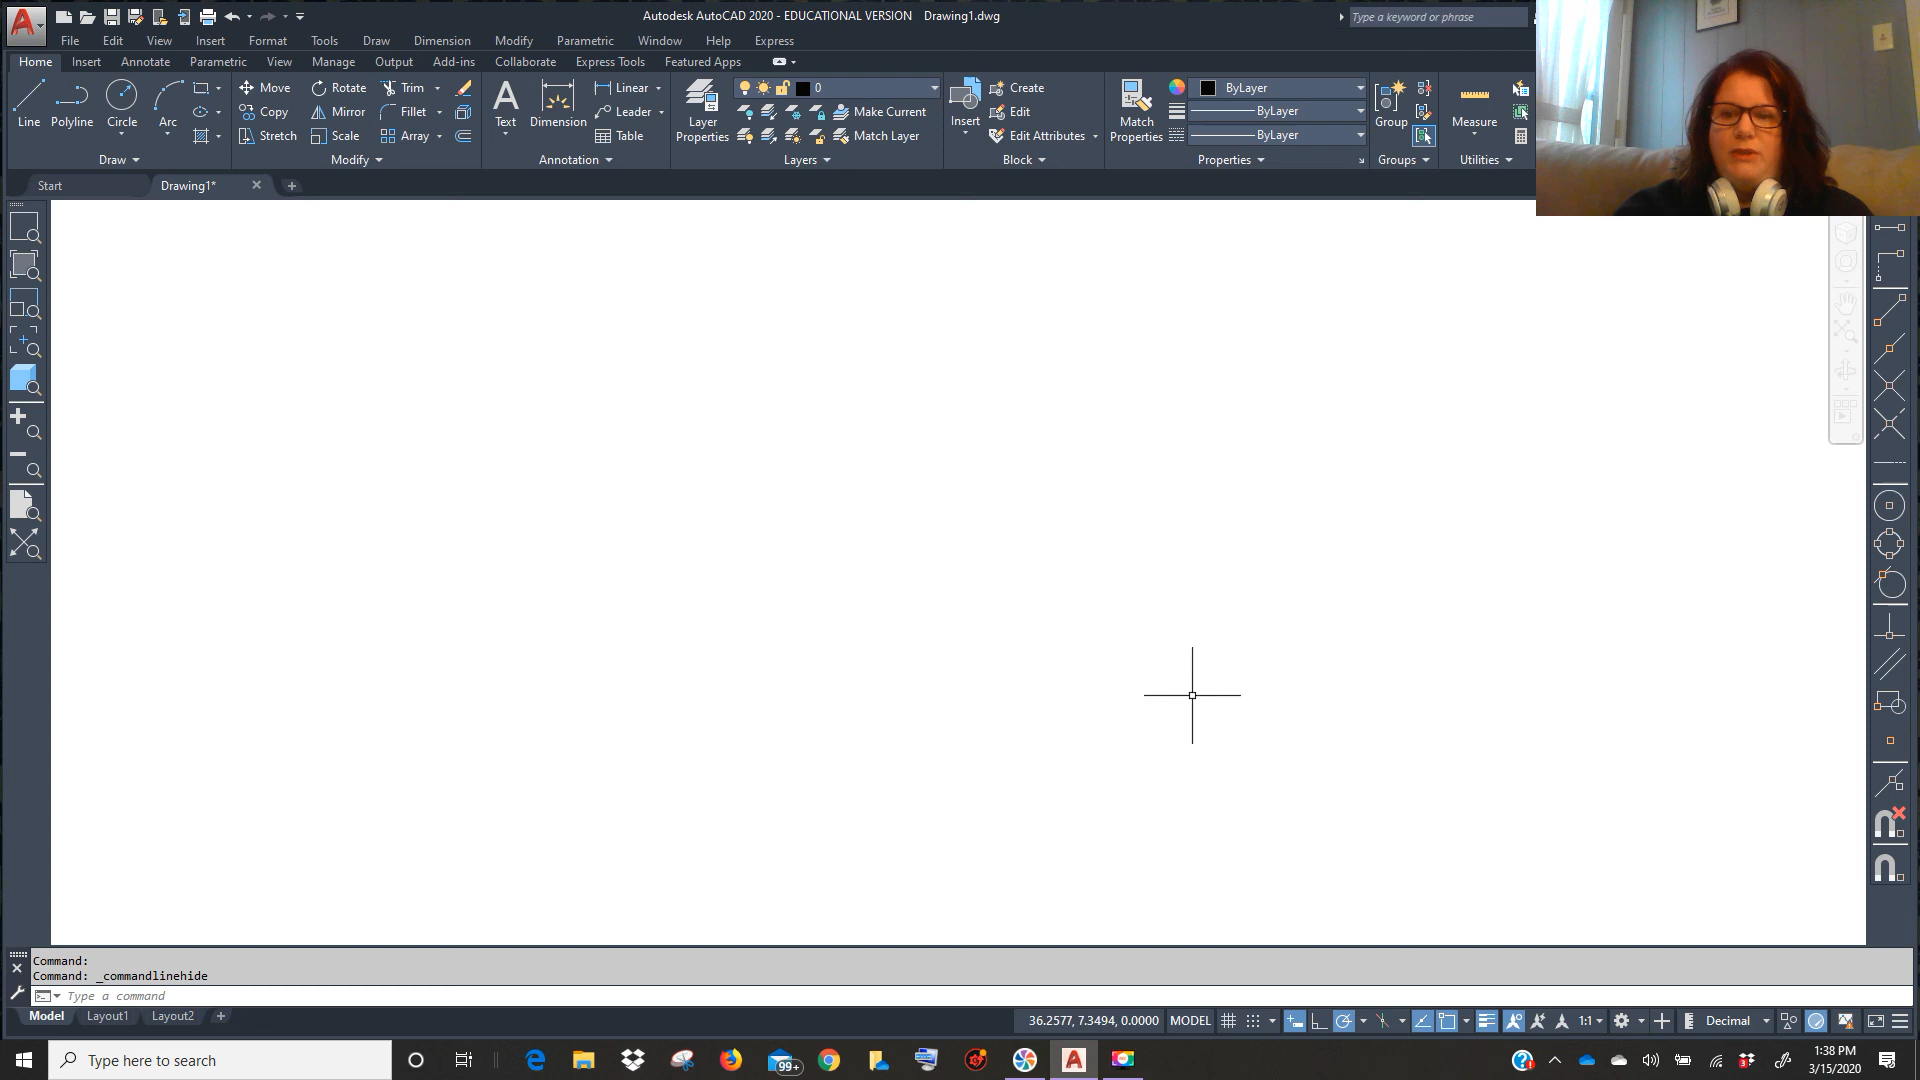 Autodesk AutoCAD 2020 - EDUCATIONAL VERSION Drawing1.dwg
Type a keyword or phrase
File Edit View Insert Format Tools Draw Dimension Modify Parametric Window Help Express
Home Insert Annotate Parametric View Manage Output Add-ins Collaborate Express Tools Featured Apps
Line
Polyline
Circle
Arc
Draw
Move
Rotate
Trim
Copy
Mirror
Fillet
Stretch
Scale
Array
Modify
Text
Dimension
Linear
Leader
Table
Annotation
Layer
Properties
0
Make Current
Match Layer
Layers
Insert
Create
Edit
Edit Attributes
Block
Match
Properties
ByLayer
ByLayer
ByLayer
Properties
Group
Groups
Measure
Utilities
Start
Drawing1*
Command:
Command: _commandlinehide
Type a command
Model Layout1 Layout2
36.2577, 7.3494, 0.0000 MODEL
1:1
Decimal
Type here to search
99+
1:38 PM
3/15/2020